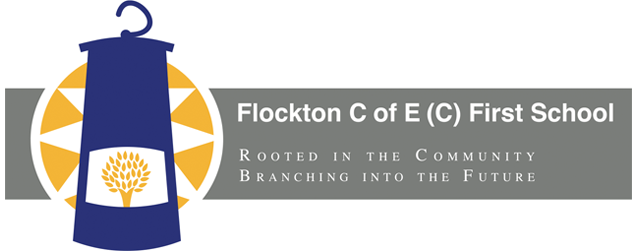 Flockton C of E (C) First School
Rooted in the Community
Branching into the Future